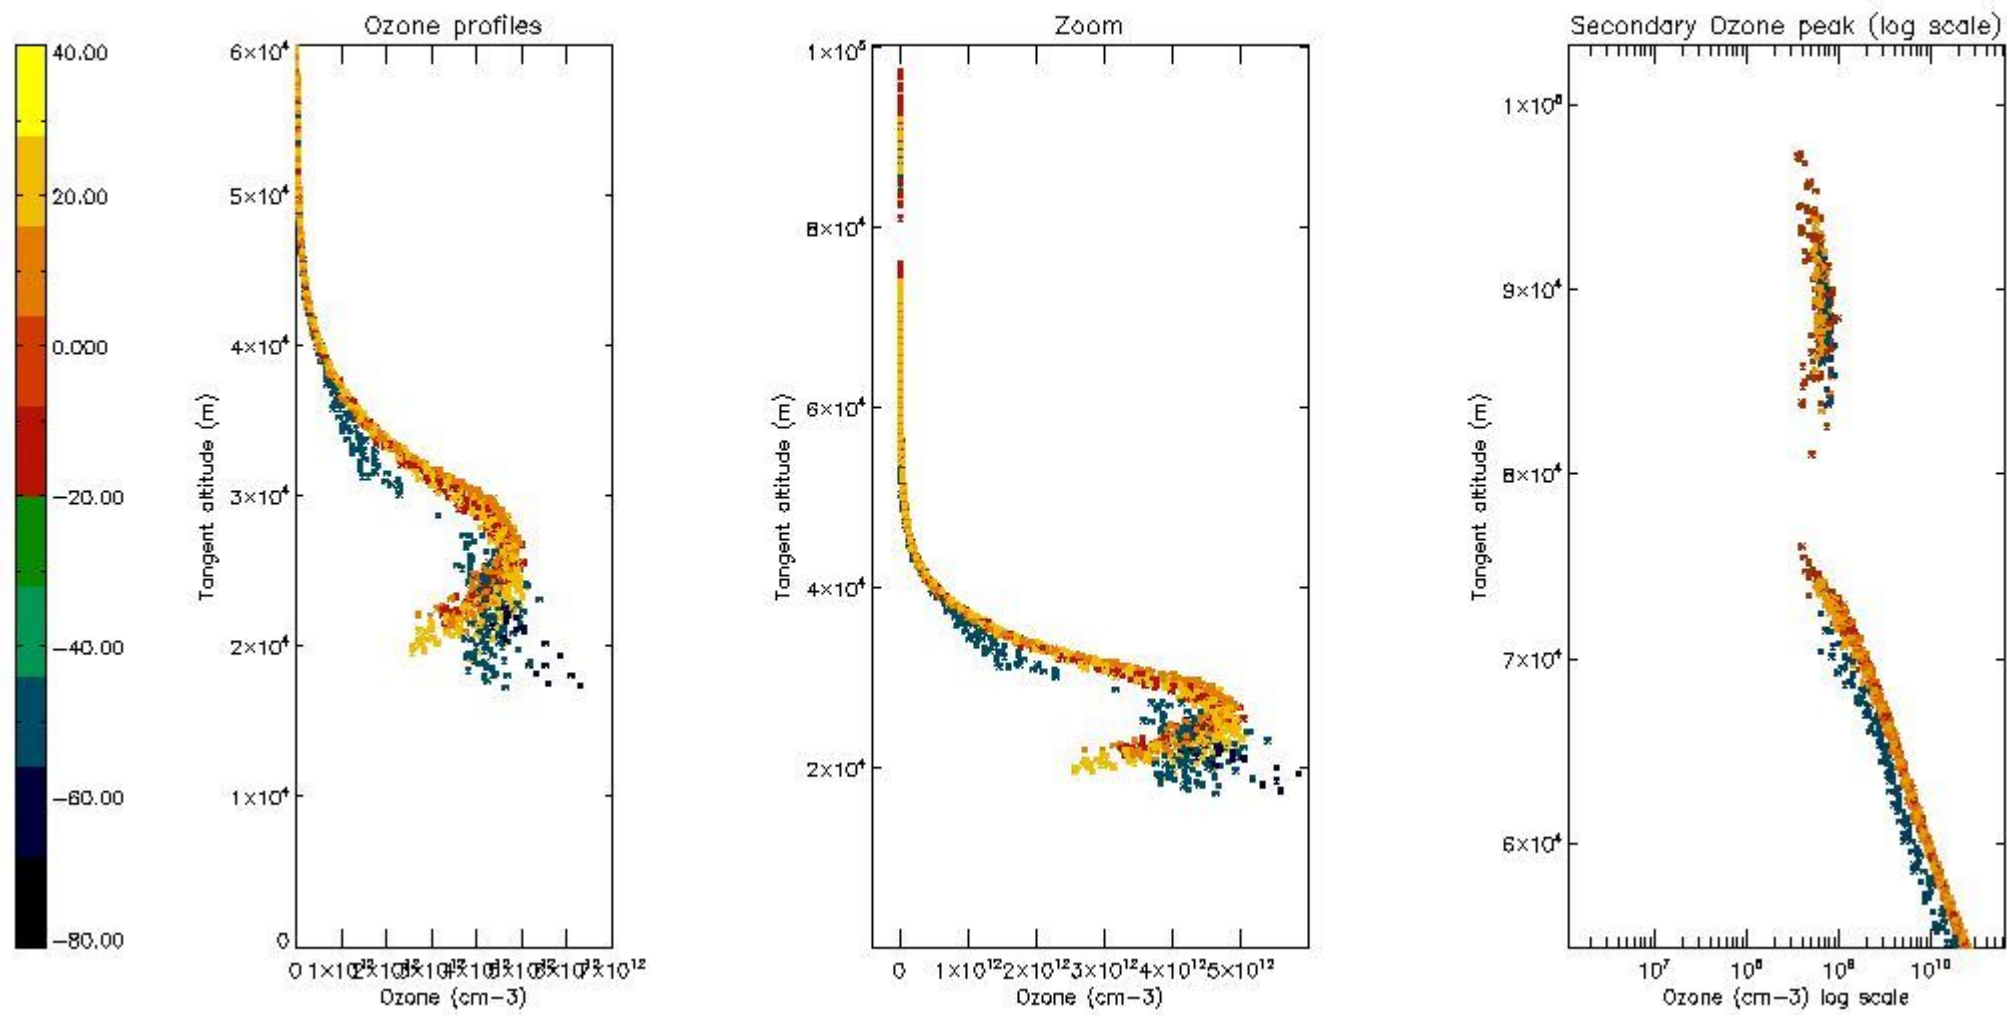 Ozone profiles
Zoom
Secondary Ozone peak (log scale)
40.00
20.00
0.000
−20.00
−40.00
−60.00
−80.00
6×10⁴
5×10⁴
4×10⁴
3×10⁴
2×10⁴
1×10⁴
0
Tangent altitude (m)
Ozone (cm−3)
1×10⁵
8×10⁴
6×10⁴
4×10⁴
2×10⁴
Tangent altitude (m)
0 1×10¹² 2×10¹² 3×10¹² 4×10¹² 5×10¹²
Ozone (cm−3)
9×10⁴
8×10⁴
7×10⁴
6×10⁴
Tangent altitude (m)
10⁷ 10⁸ 10⁹ 10¹⁰
Ozone (cm−3) log scale